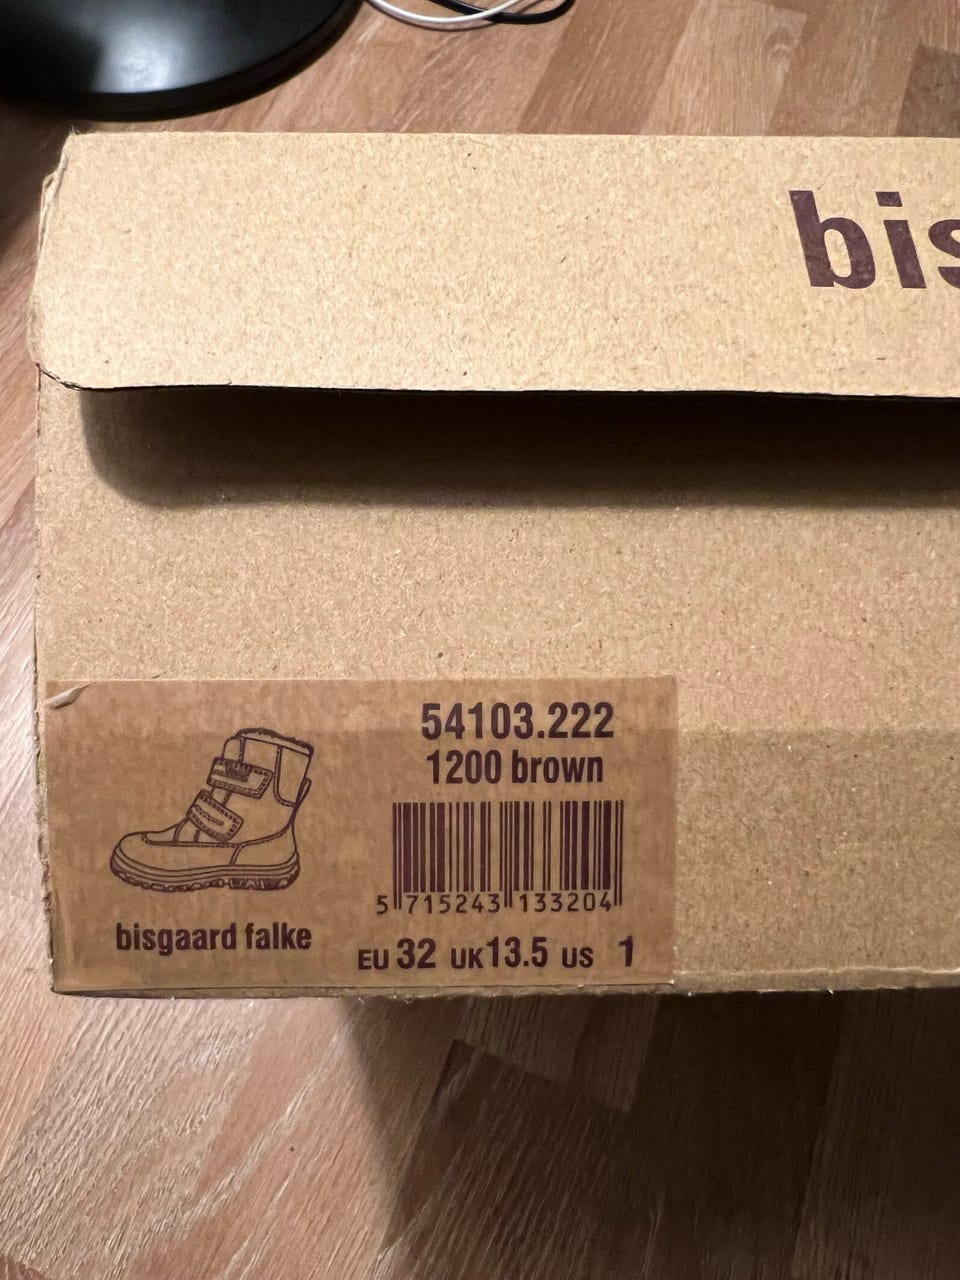 bis
54103.222
1200 brown
5 715243 133204
bisgaard falke
EU 32 UK 13.5 US 1